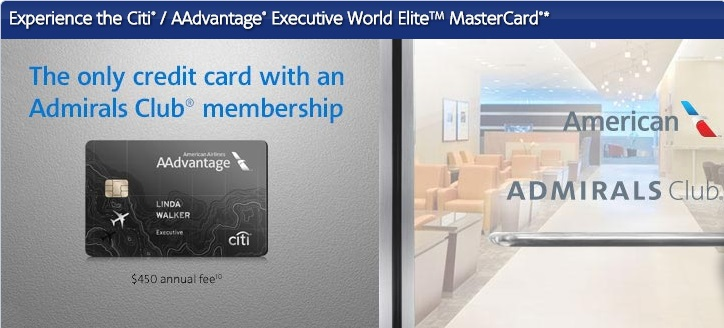 Experience the Citi® / AAdvantage® Executive World Elite™ MasterCard®*
The only credit card with an
Admirals Club® membership
American Airlines
AAdvantage
LINDA
WALKER
Executive
citi
$450 annual fee¹⁰
American
ADMIRALS Club